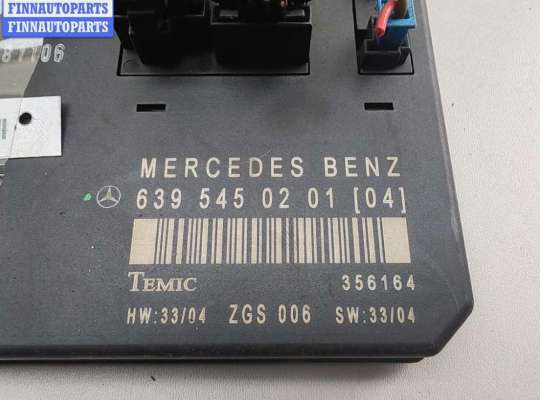 FINNAUTOPARTS
FINNAUTOPARTS
FINNAUTOPARTS
MERCEDES BENZ
639 545 02 01 [04]
TEMIC 356164
HW:33/04 ZGS 006 SW:33/04